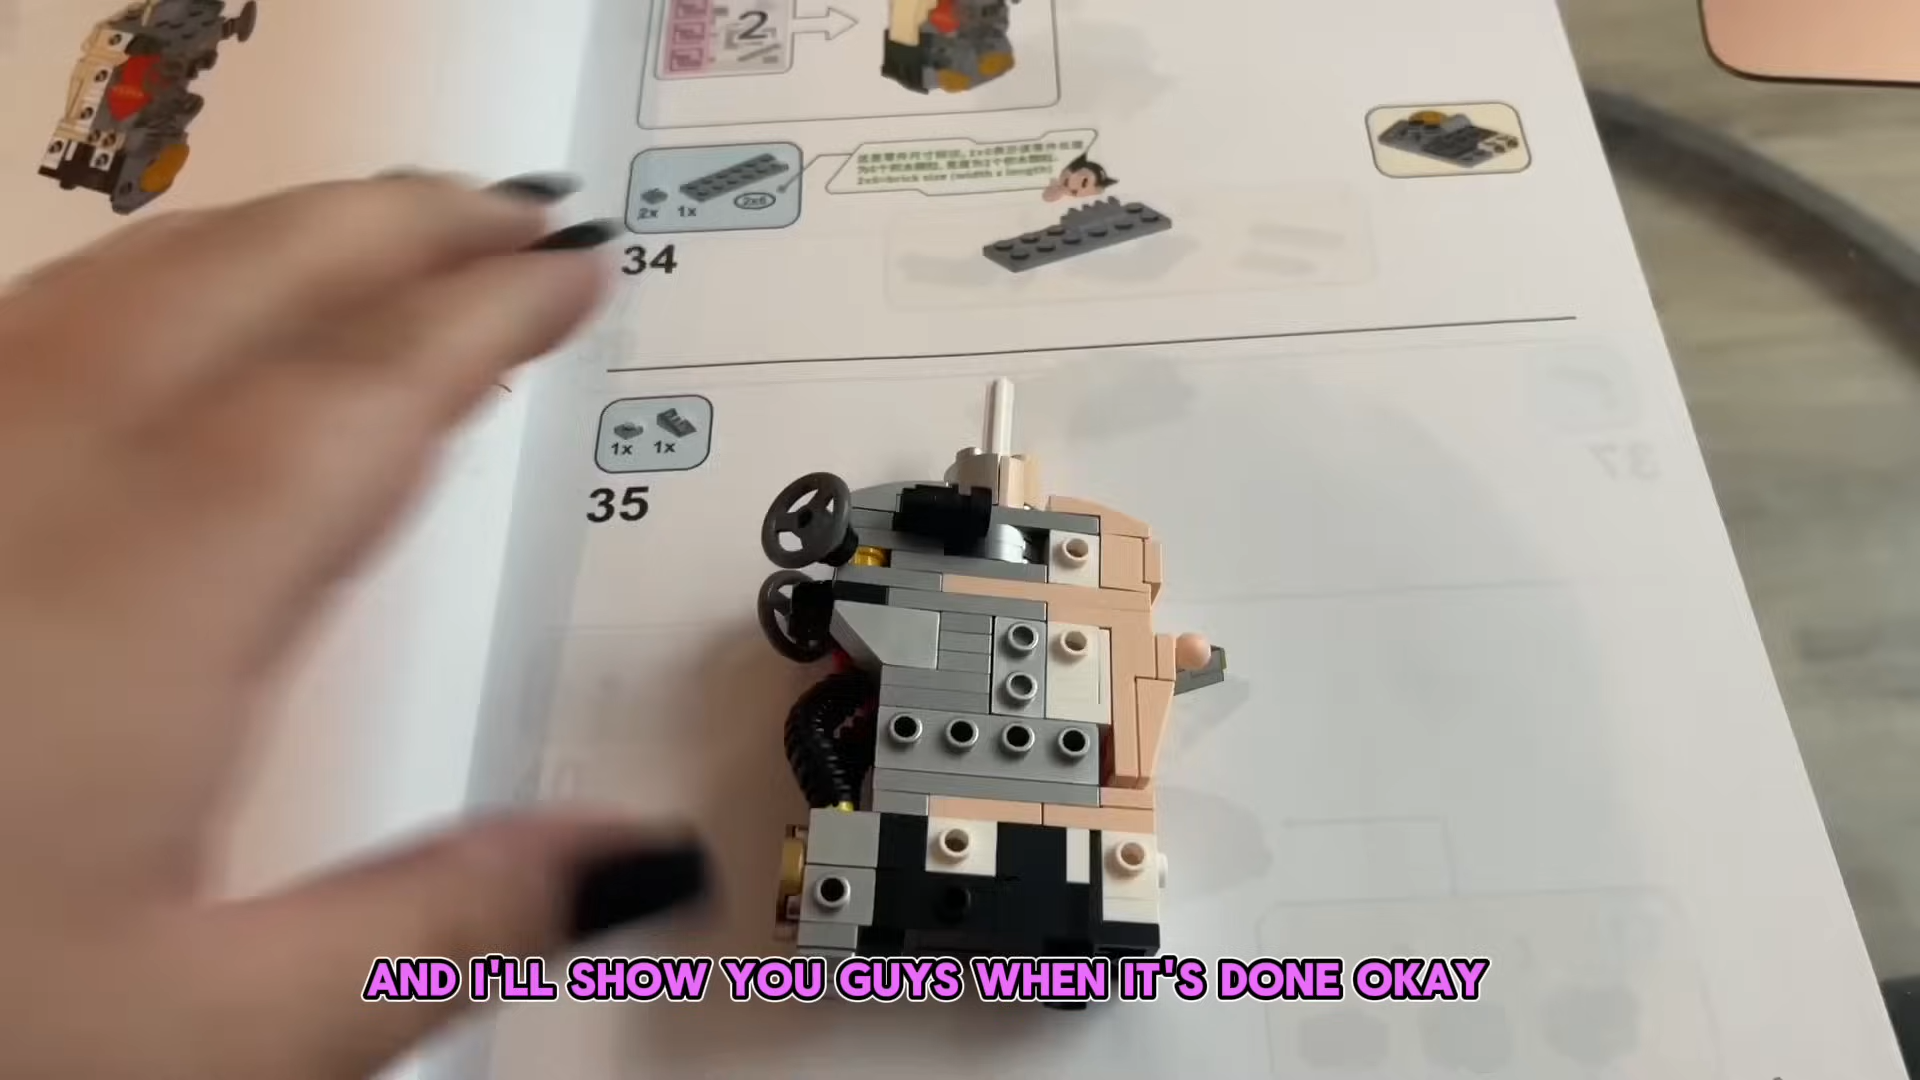 2
2x 1x 2x6
2x6=brick size (width x length)
34
1x 1x
35
37
AND I'LL SHOW YOU GUYS WHEN IT'S DONE OKAY